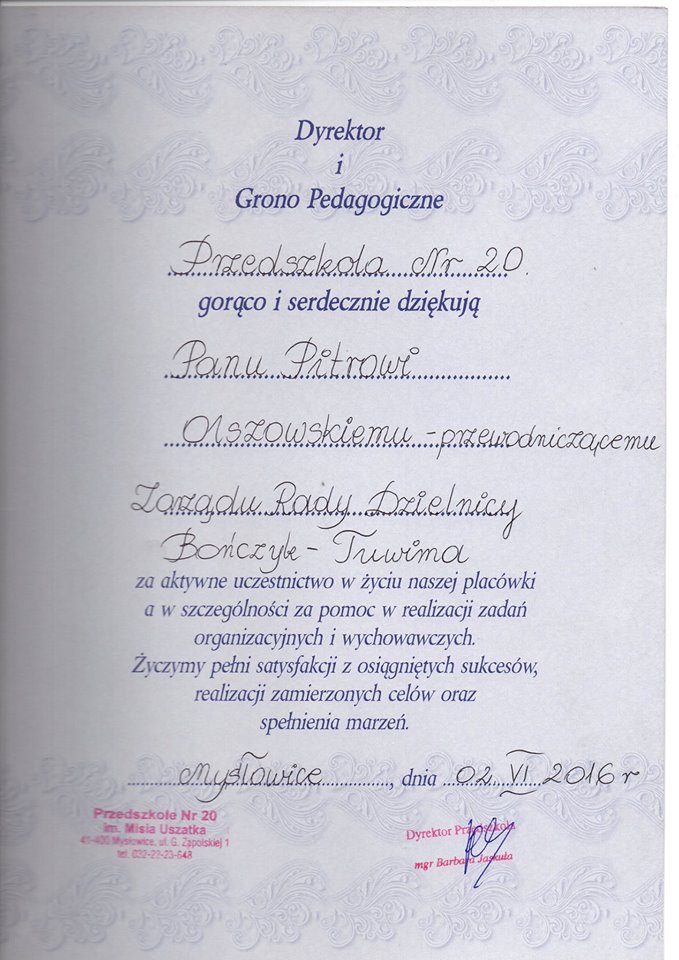 Dyrektor
i
Grono Pedagogiczne
Przedszkola Nr 20.
gorąco i serdecznie dziękują
Panu Pitrowi
Olszowskiemu - przewodniczącemu
Zarządu Rady Dzielnicy
Bończyk - Tuwima
za aktywne uczestnictwo w życiu naszej placówki
a w szczególności za pomoc w realizacji zadań
organizacyjnych i wychowawczych.
Życzymy pełni satysfakcji z osiągniętych sukcesów,
realizacji zamierzonych celów oraz
spełnienia marzeń.
Mysłowice, dnia 02 VI 2016 r
Przedszkole Nr 20
im. Misia Uszatka
41-400 Mysłowice, ul. G. Zapolskiej 1
tel. 032-22-23-648
Dyrektor Przedszkola
mgr Barbara Jaskuła